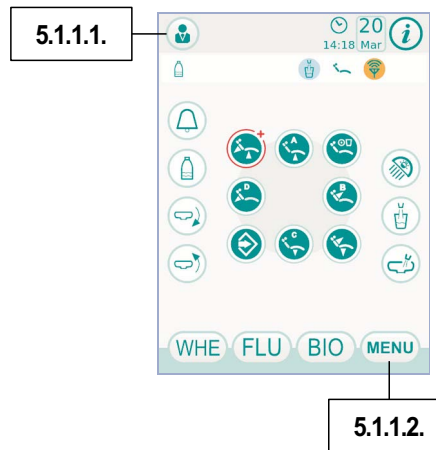 5.1.1.1.
20
i
14:18 Mar
+
A
D
B
C
WHE FLU BIO MENU
5.1.1.2.